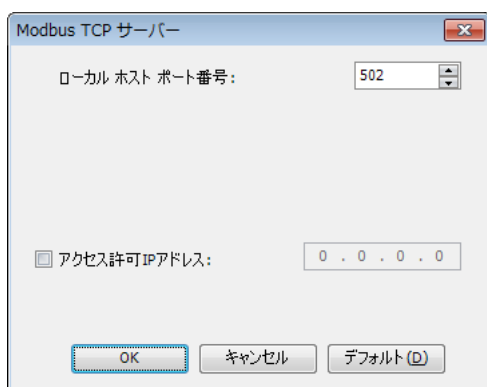 Modbus TCP サーバー
ローカル ホスト ポート番号: 502
アクセス許可IPアドレス: 0 . 0 . 0 . 0
OK キャンセル デフォルト(D)